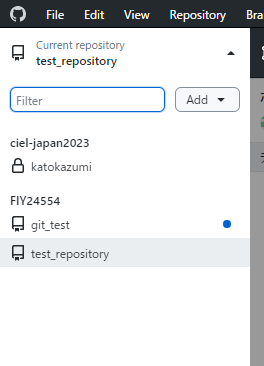 File Edit View Repository Bra
Current repository
test_repository
Filter
Add
ciel-japan2023
katokazumi
FIY24554
git_test
test_repository